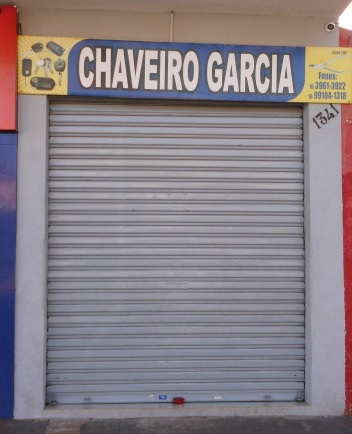 CHAVEIRO GARCIA
Fones:
3961-3922
99104-1318
1341